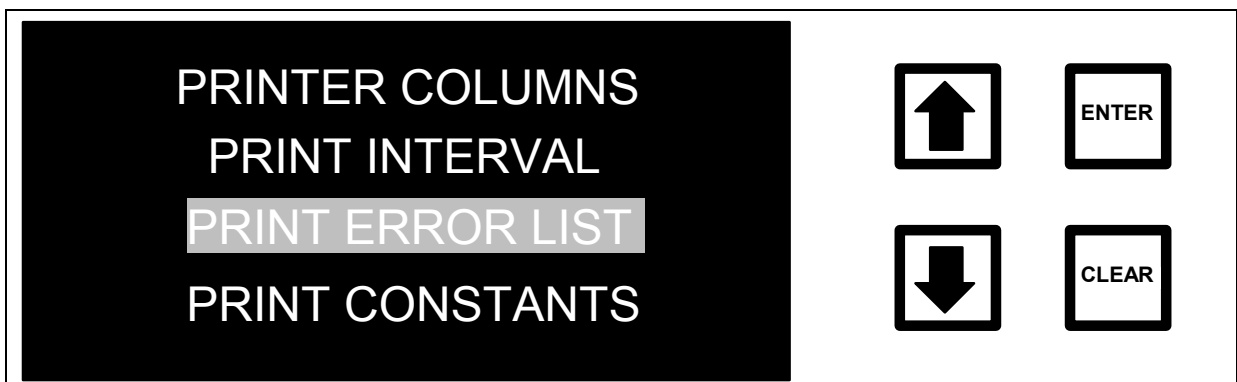 PRINTER COLUMNS
PRINT INTERVAL
PRINT ERROR LIST
PRINT CONSTANTS
ENTER
CLEAR